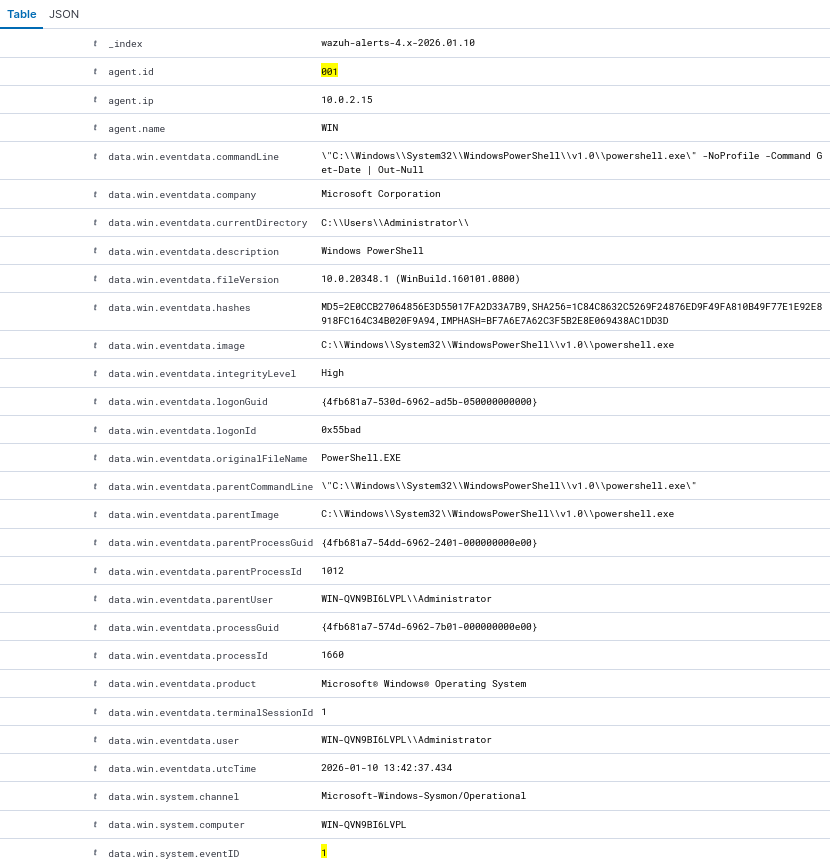 Table JSON
t _index wazuh-alerts-4.x-2026.01.10
t agent.id 001
t agent.ip 10.0.2.15
t agent.name WIN
t data.win.eventdata.commandLine \"C:\\Windows\\System32\\WindowsPowerShell\\v1.0\\powershell.exe\" -NoProfile -Command G
et-Date | Out-Null
t data.win.eventdata.company Microsoft Corporation
t data.win.eventdata.currentDirectory C:\\Users\\Administrator\\
t data.win.eventdata.description Windows PowerShell
t data.win.eventdata.fileVersion 10.0.20348.1 (WinBuild.160101.0800)
t data.win.eventdata.hashes MD5=2E0CCB27064856E3D55017FA2D33A7B9,SHA256=1C84C8632C5269F24876ED9F49FA810B49F77E1E92E8
918FC164C34B020F9A94,IMPHASH=BF7A6E7A62C3F5B2E8E069438AC1DD3D
t data.win.eventdata.image C:\\Windows\\System32\\WindowsPowerShell\\v1.0\\powershell.exe
t data.win.eventdata.integrityLevel High
t data.win.eventdata.logonGuid {4fb681a7-530d-6962-ad5b-050000000000}
t data.win.eventdata.logonId 0x55bad
t data.win.eventdata.originalFileName PowerShell.EXE
t data.win.eventdata.parentCommandLine \"C:\\Windows\\System32\\WindowsPowerShell\\v1.0\\powershell.exe\"
t data.win.eventdata.parentImage C:\\Windows\\System32\\WindowsPowerShell\\v1.0\\powershell.exe
t data.win.eventdata.parentProcessGuid {4fb681a7-54dd-6962-2401-000000000e00}
t data.win.eventdata.parentProcessId 1012
t data.win.eventdata.parentUser WIN-QVN9BI6LVPL\\Administrator
t data.win.eventdata.processGuid {4fb681a7-574d-6962-7b01-000000000e00}
t data.win.eventdata.processId 1660
t data.win.eventdata.product Microsoft® Windows® Operating System
t data.win.eventdata.terminalSessionId 1
t data.win.eventdata.user WIN-QVN9BI6LVPL\\Administrator
t data.win.eventdata.utcTime 2026-01-10 13:42:37.434
t data.win.system.channel Microsoft-Windows-Sysmon/Operational
t data.win.system.computer WIN-QVN9BI6LVPL
t data.win.system.eventID 1